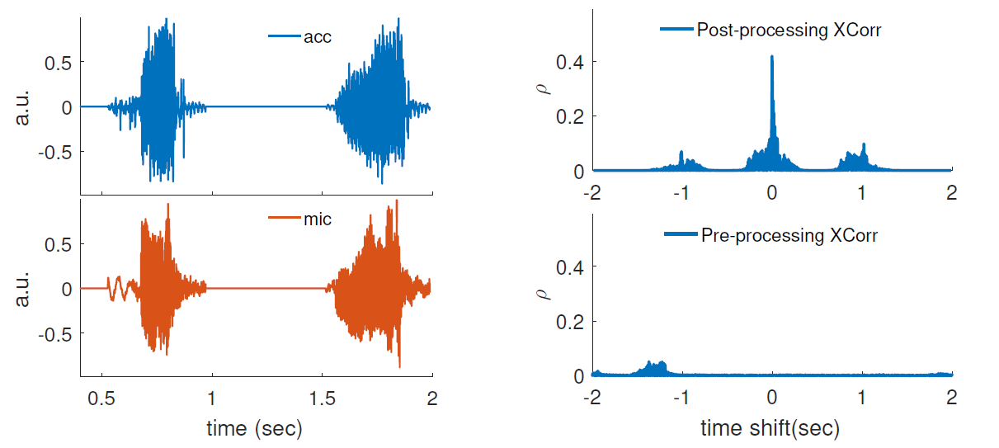 acc
a.u.
0.5
0
-0.5
mic
a.u.
0.5
0
-0.5
0.5 1 1.5 2
time (sec)
Post-processing XCorr
ρ
0.4
0.2
0
-2 -1 0 1 2
Pre-processing XCorr
ρ
0.4
0.2
0
-2 -1 0 1 2
time shift(sec)